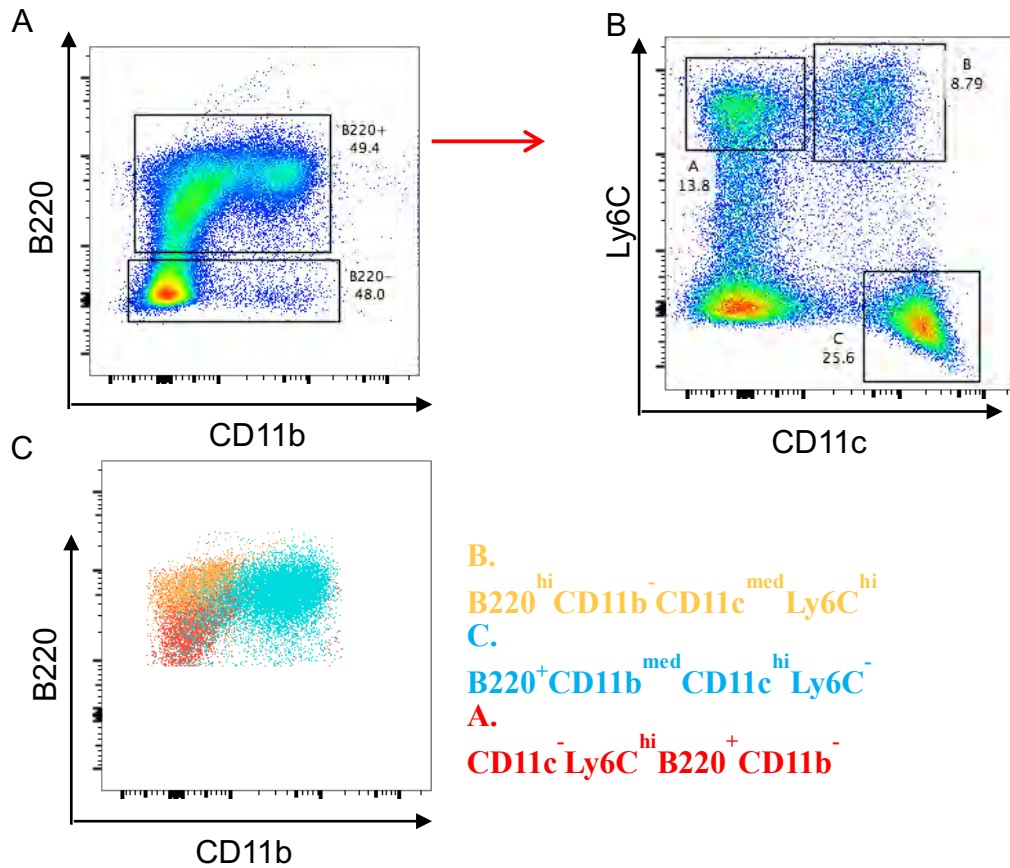 A
B220
B220+
49.4
B220-
48.0
CD11b
B
Ly6C
B
8.79
A
13.8
C
25.6
CD11c
C
B220
CD11b
B.
B220hiCD11b-CD11cmedLy6Chi
C.
B220+CD11bmedCD11chiLy6C-
A.
CD11c-Ly6ChiB220+CD11b-